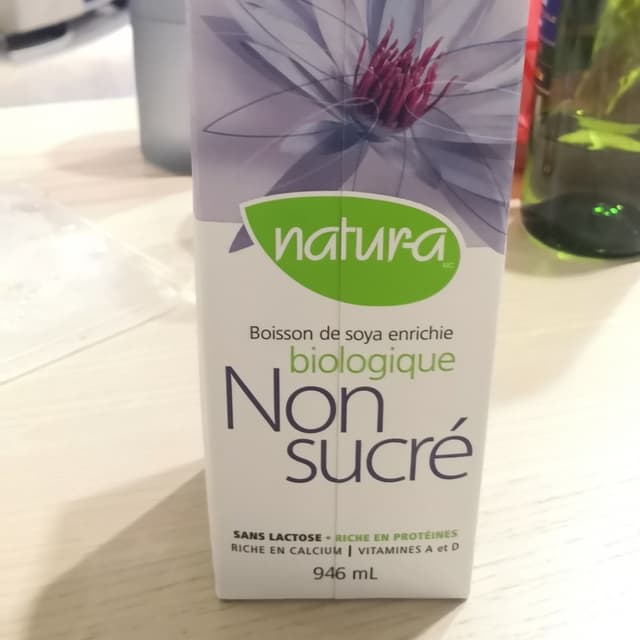 natur-a
MC
Boisson de soya enrichie
biologique
Non
sucré
SANS LACTOSE • RICHE EN PROTÉINES
RICHE EN CALCIUM | VITAMINES A et D
946 mL